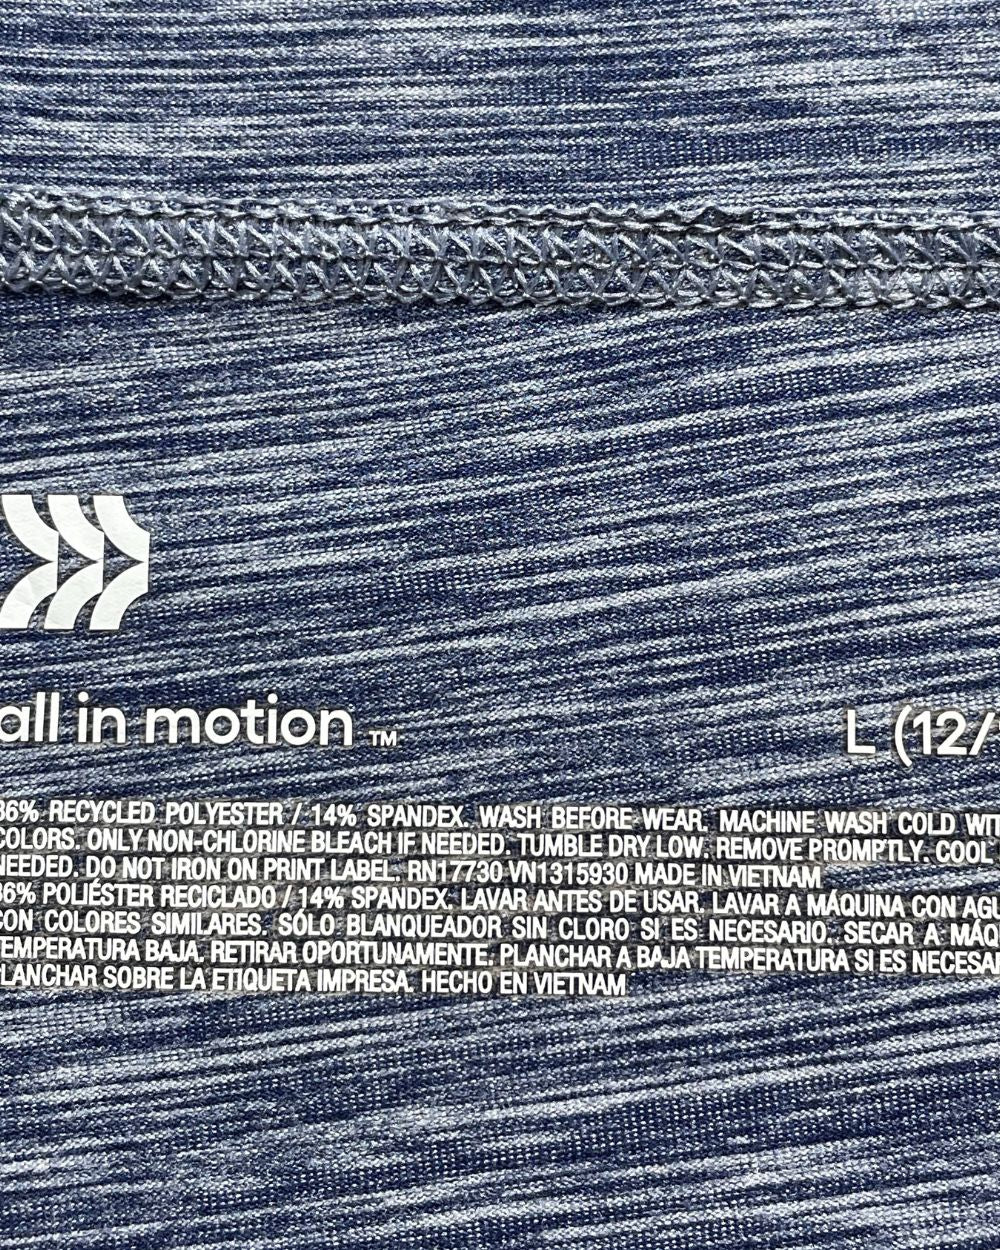 all in motion ™
L (12/
86% RECYCLED POLYESTER / 14% SPANDEX. WASH BEFORE WEAR. MACHINE WASH COLD WIT
COLORS. ONLY NON-CHLORINE BLEACH IF NEEDED. TUMBLE DRY LOW. REMOVE PROMPTLY. COOL
NEEDED. DO NOT IRON ON PRINT LABEL. RN17730 VN1315930 MADE IN VIETNAM
86% POLIÉSTER RECICLADO / 14% SPANDEX. LAVAR ANTES DE USAR. LAVAR A MÁQUINA CON AGU
CON COLORES SIMILARES. SÓLO BLANQUEADOR SIN CLORO SI ES NECESARIO. SECAR A MÁQ
TEMPERATURA BAJA. RETIRAR OPORTUNAMENTE. PLANCHAR A BAJA TEMPERATURA SI ES NECESAR
PLANCHAR SOBRE LA ETIQUETA IMPRESA. HECHO EN VIETNAM